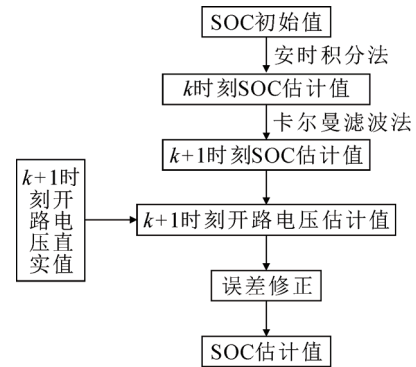 SOC初始值
安时积分法
k时刻SOC估计值
卡尔曼滤波法
k+1时刻SOC估计值
k+1时
刻开
路电
压直
实值
k+1时刻开路电压估计值
误差修正
SOC估计值